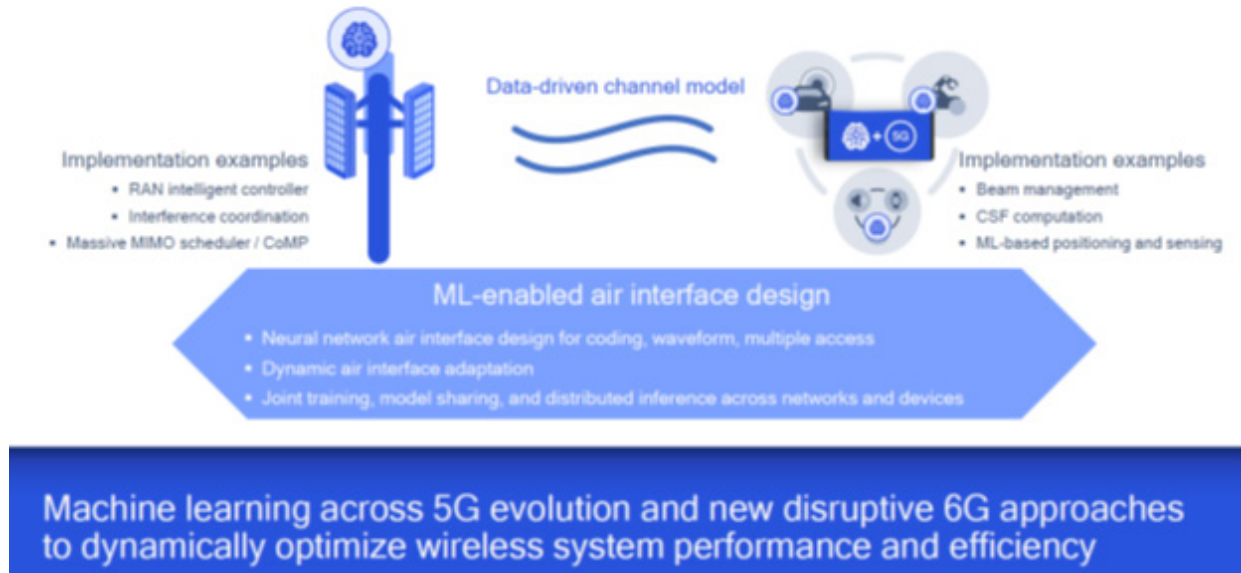 Data-driven channel model
Implementation examples
▪ RAN intelligent controller
▪ Interference coordination
▪ Massive MIMO scheduler / CoMP
5G
Implementation examples
▪ Beam management
▪ CSF computation
▪ ML-based positioning and sensing
ML-enabled air interface design
▪ Neural network air interface design for coding, waveform, multiple access
▪ Dynamic air interface adaptation
▪ Joint training, model sharing, and distributed inference across networks and devices
Machine learning across 5G evolution and new disruptive 6G approaches
to dynamically optimize wireless system performance and efficiency